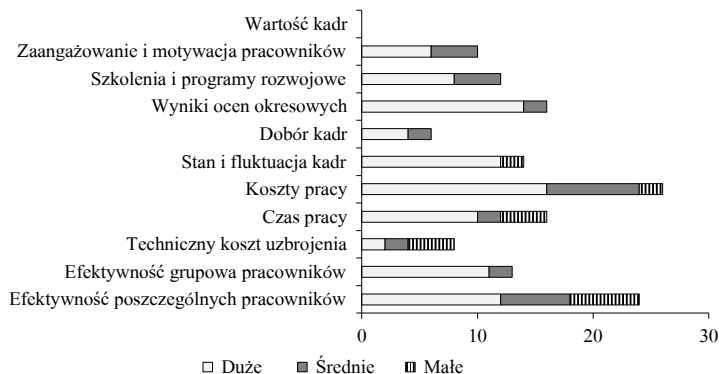 Wartość kadr
Zaangażowanie i motywacja pracowników
Szkolenia i programy rozwojowe
Wyniki ocen okresowych
Dobór kadr
Stan i fluktuacja kadr
Koszty pracy
Czas pracy
Techniczny koszt uzbrojenia
Efektywność grupowa pracowników
Efektywność poszczególnych pracowników
0 10 20 30
Duże Średnie Małe